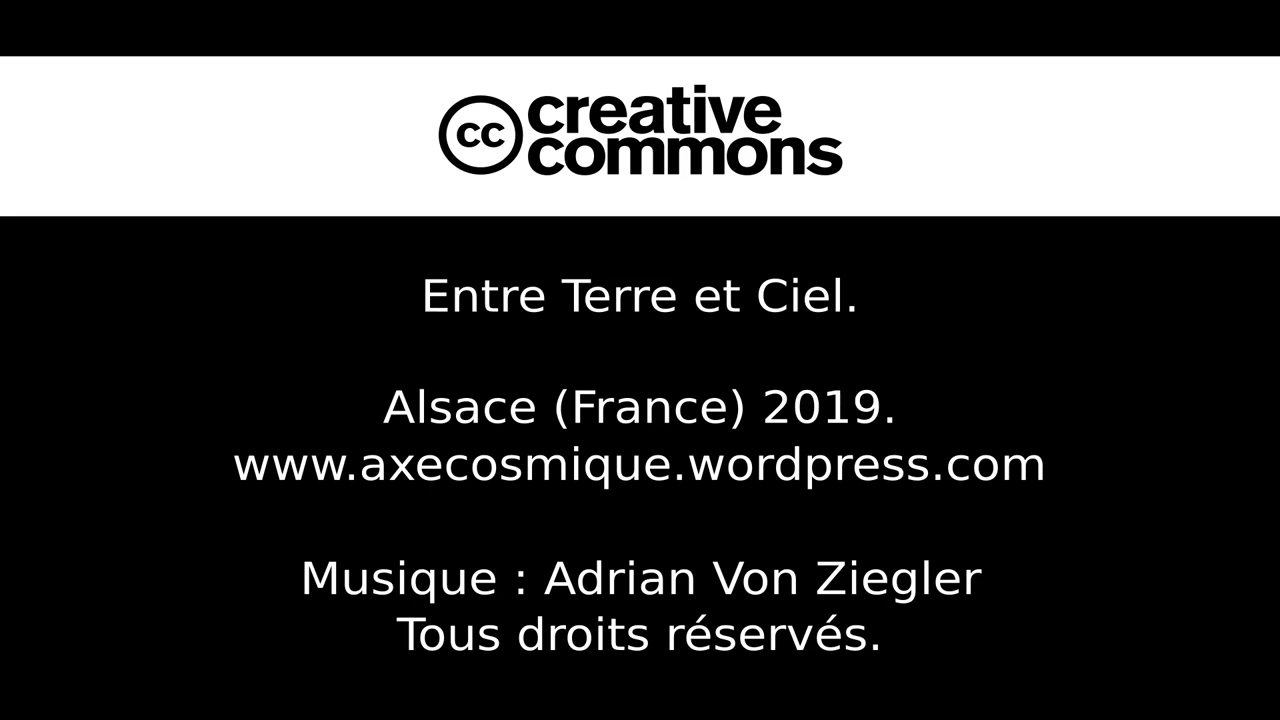 cc creative
commons
Entre Terre et Ciel.
Alsace (France) 2019.
www.axecosmique.wordpress.com
Musique : Adrian Von Ziegler
Tous droits réservés.